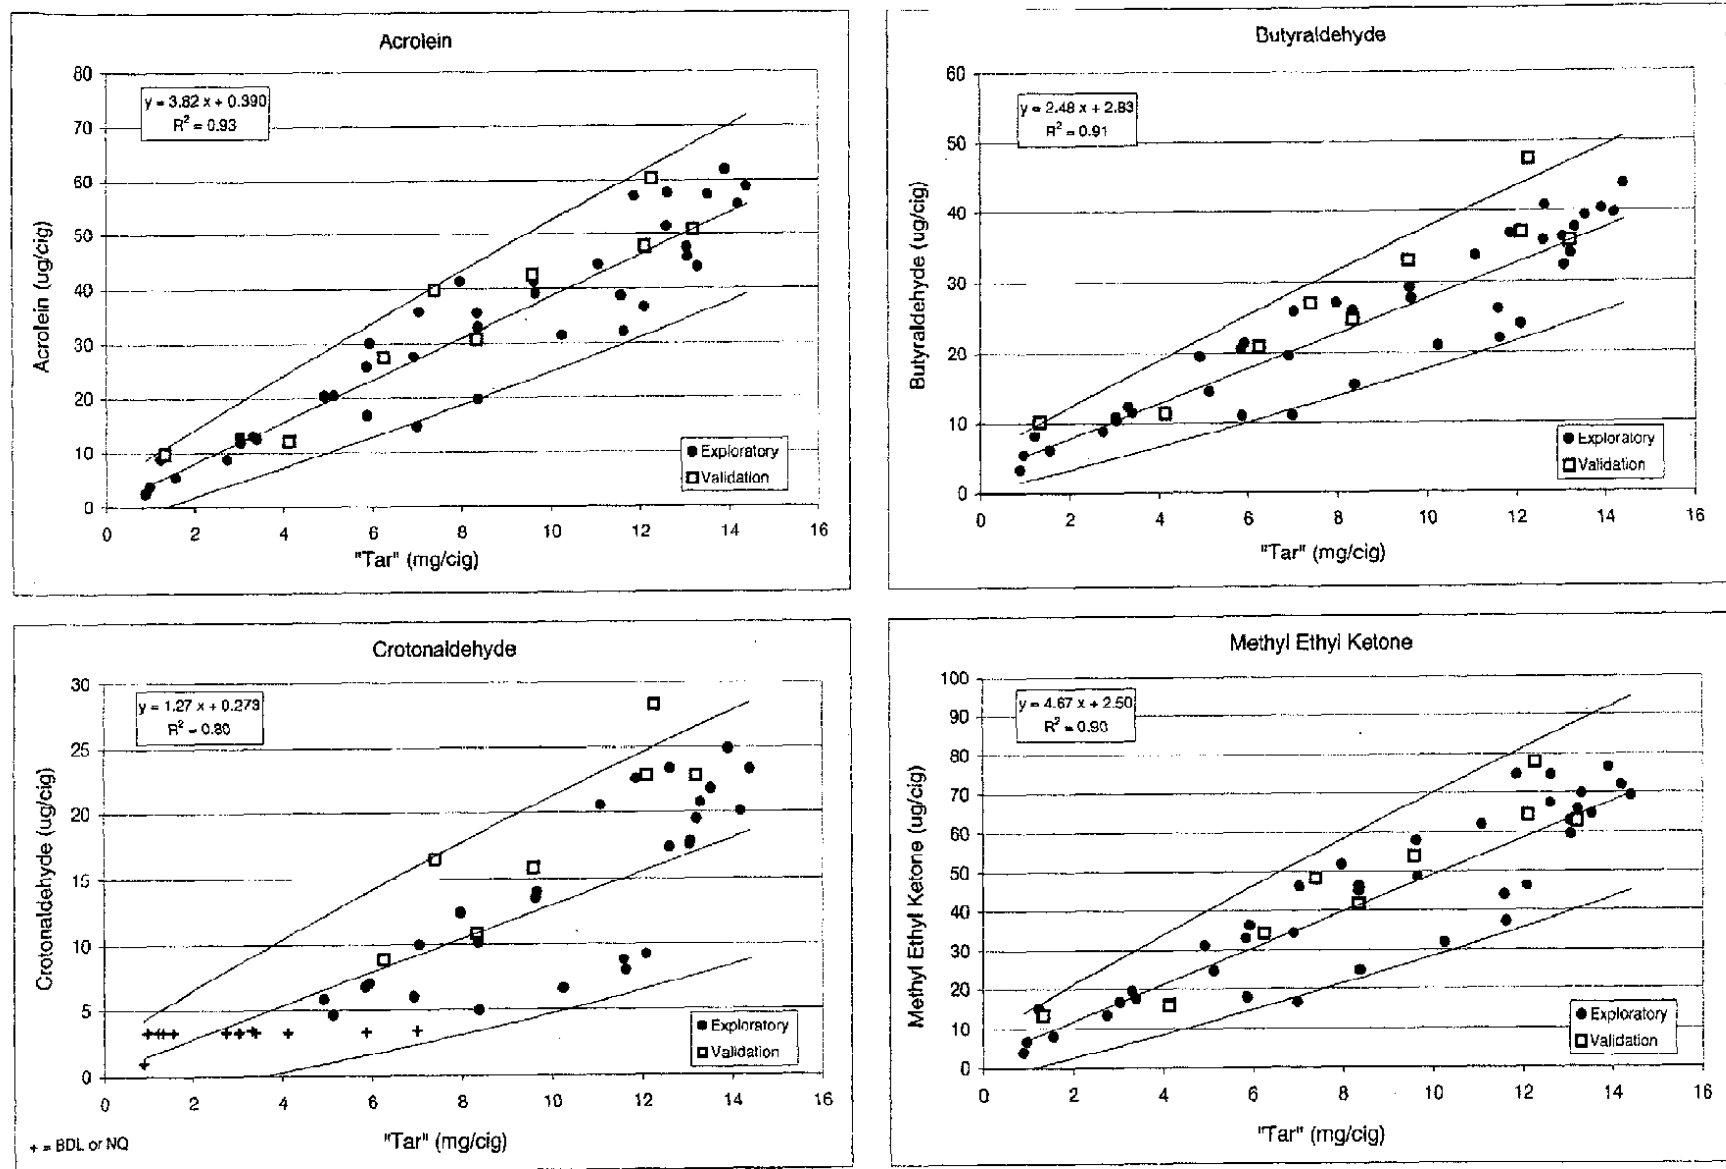 Acrolein
80
70
60
50
40
30
20
10
0
y = 3.82 x + 0.390
R² = 0.93
Acrolein (ug/cig)
Exploratory
Validation
0 2 4 6 8 10 12 14 16
"Tar" (mg/cig)
Butyraldehyde
60
50
40
30
20
10
0
y = 2.48 x + 2.83
R² = 0.91
Butyraldehyde (ug/cig)
Exploratory
Validation
0 2 4 6 8 10 12 14 16
"Tar" (mg/cig)
Crotonaldehyde
30
25
20
15
10
5
0
y = 1.27 x + 0.273
R² = 0.80
Crotonaldehyde (ug/cig)
Exploratory
Validation
0 2 4 6 8 10 12 14 16
"Tar" (mg/cig)
+ = BDL or NQ
Methyl Ethyl Ketone
100
90
80
70
60
50
40
30
20
10
0
y = 4.67 x + 2.50
Methyl Ethyl Ketone (ug/cig)
Exploratory
Validation
0 2 4 6 8 10 12 14 16
"Tar" (mg/cig)